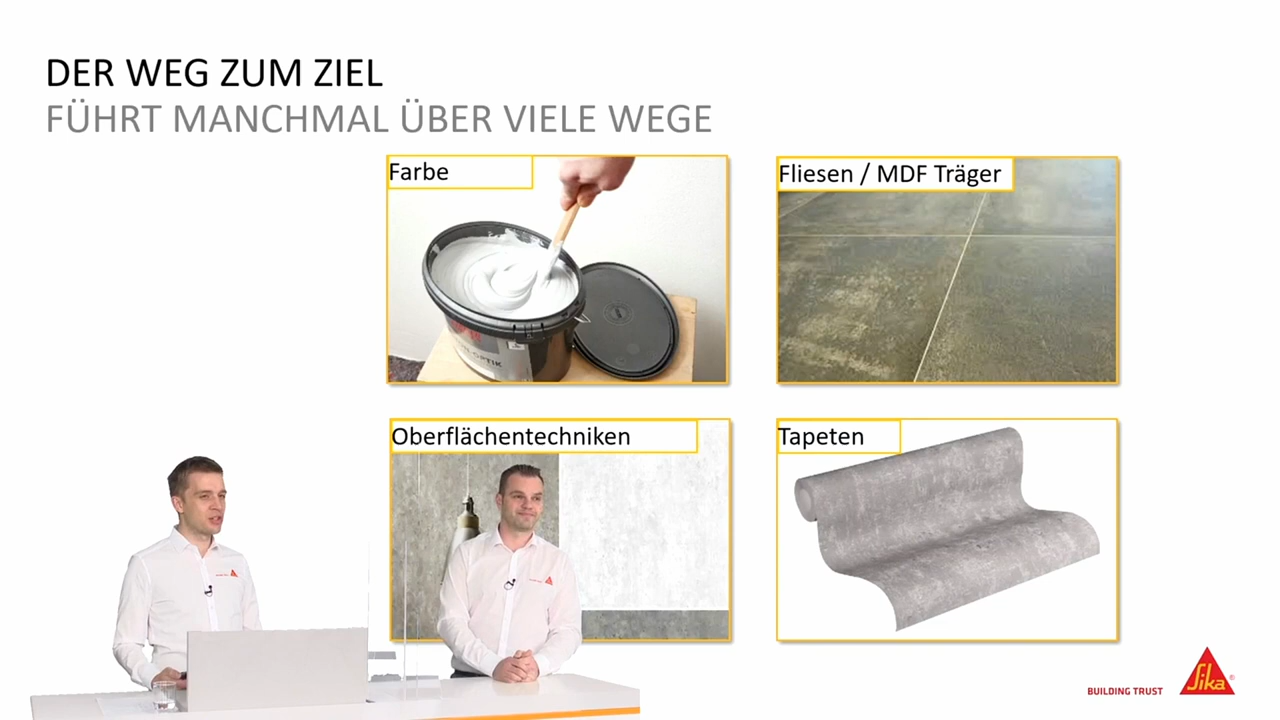 DER WEG ZUM ZIEL
FÜHRT MANCHMAL ÜBER VIELE WEGE
Farbe
Fliesen / MDF Träger
Oberflächentechniken
Tapeten
BUILDING TRUST
Sika